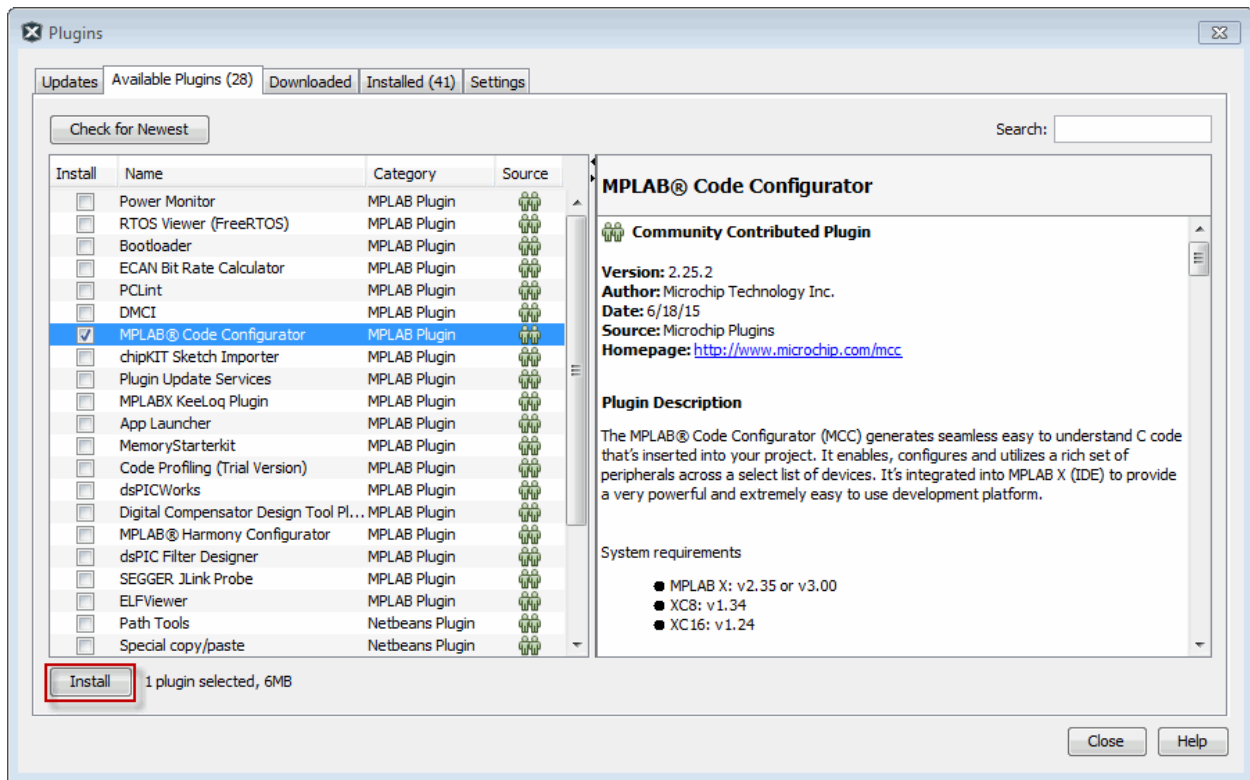 Plugins
Updates Available Plugins (28) Downloaded Installed (41) Settings
Check for Newest Search:
Install Name Category Source
Power Monitor MPLAB Plugin
RTOS Viewer (FreeRTOS) MPLAB Plugin
Bootloader MPLAB Plugin
ECAN Bit Rate Calculator MPLAB Plugin
PCLint MPLAB Plugin
DMCI MPLAB Plugin
MPLAB® Code Configurator MPLAB Plugin
chipKIT Sketch Importer MPLAB Plugin
Plugin Update Services MPLAB Plugin
MPLABX KeeLoq Plugin MPLAB Plugin
App Launcher MPLAB Plugin
MemoryStarterkit MPLAB Plugin
Code Profiling (Trial Version) MPLAB Plugin
dsPICWorks MPLAB Plugin
Digital Compensator Design Tool Pl... MPLAB Plugin
MPLAB® Harmony Configurator MPLAB Plugin
dsPIC Filter Designer MPLAB Plugin
SEGGER JLink Probe MPLAB Plugin
ELFViewer MPLAB Plugin
Path Tools Netbeans Plugin
Special copy/paste Netbeans Plugin
MPLAB® Code Configurator
Community Contributed Plugin
Version: 2.25.2
Author: Microchip Technology Inc.
Date: 6/18/15
Source: Microchip Plugins
Homepage: http://www.microchip.com/mcc
Plugin Description
The MPLAB® Code Configurator (MCC) generates seamless easy to understand C code
that's inserted into your project. It enables, configures and utilizes a rich set of
peripherals across a select list of devices. It's integrated into MPLAB X (IDE) to provide
a very powerful and extremely easy to use development platform.
System requirements
● MPLAB X: v2.35 or v3.00
● XC8: v1.34
● XC16: v1.24
Install 1 plugin selected, 6MB
Close Help